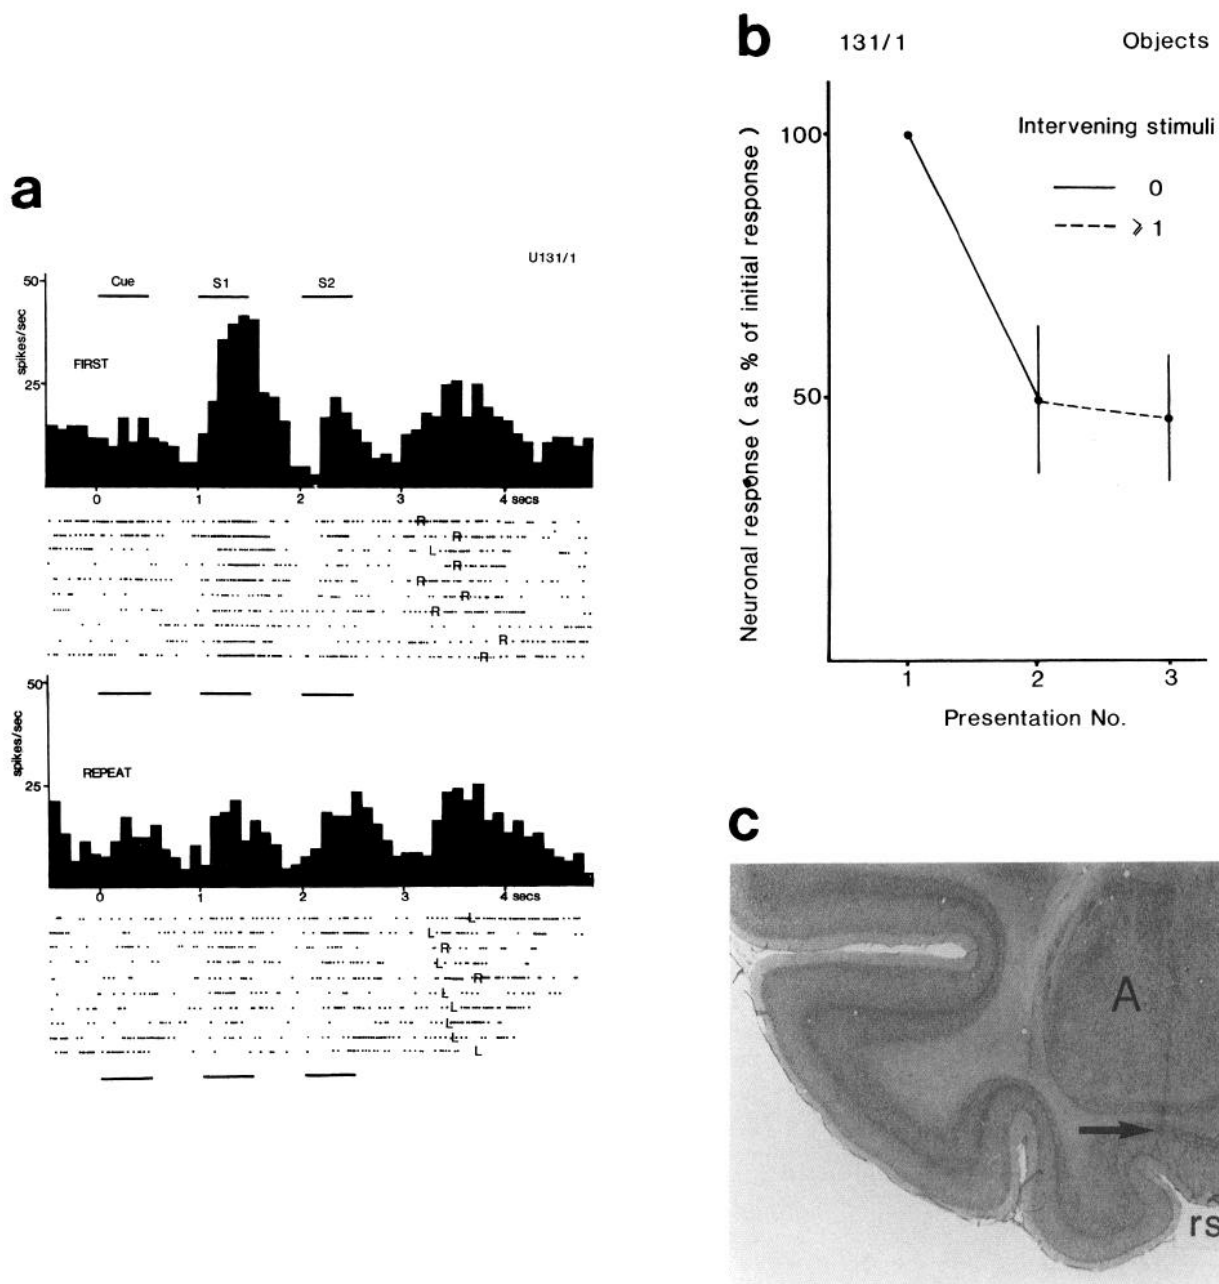 a
U131/1
Cue S1 S2
50
spikes/sec
FIRST
25
0 1 2 3 4 secs
R
R
L
R
R
R
R
R
R
50
spikes/sec
REPEAT
25
0 1 2 3 4 secs
L
L
R
L
R
L
L
L
L
L
b
131/1 Objects
Neuronal response ( as % of initial response )
100
50
Intervening stimuli
0
⩾ 1
1 2 3
Presentation No.
c
A
rs